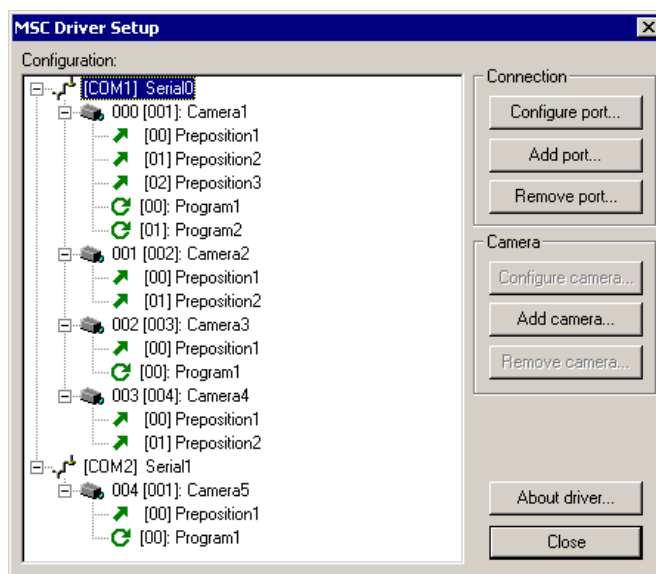 MSC Driver Setup
Configuration:
[COM1] Serial0
000 [001]: Camera1
[00] Preposition1
[01] Preposition2
[02] Preposition3
[00]: Program1
[01]: Program2
001 [002]: Camera2
[00] Preposition1
[01] Preposition2
002 [003]: Camera3
[00] Preposition1
[00]: Program1
003 [004]: Camera4
[00] Preposition1
[01] Preposition2
[COM2] Serial1
004 [001]: Camera5
[00] Preposition1
[00]: Program1
Connection
Configure port...
Add port...
Remove port...
Camera
Configure camera...
Add camera...
Remove camera...
About driver...
Close